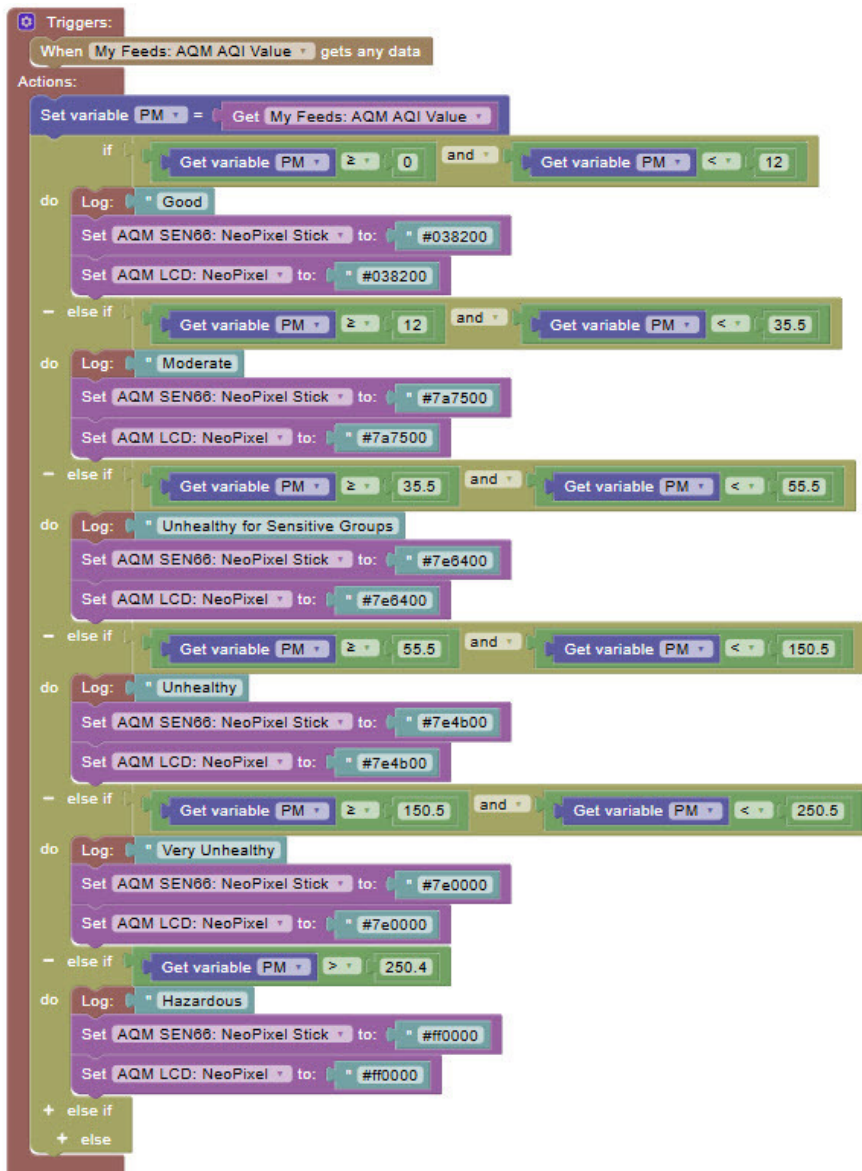 Triggers:
When My Feeds: AQM AQI Value gets any data
Actions:
Set variable PM = Get My Feeds: AQM AQI Value
if Get variable PM ≥ 0 and Get variable PM < 12
do Log: " Good
Set AQM SEN66: NeoPixel Stick to: " #038200
Set AQM LCD: NeoPixel to: " #038200
− else if Get variable PM ≥ 12 and Get variable PM < 35.5
do Log: " Moderate
Set AQM SEN66: NeoPixel Stick to: " #7a7500
Set AQM LCD: NeoPixel to: " #7a7500
− else if Get variable PM ≥ 35.5 and Get variable PM < 55.5
do Log: " Unhealthy for Sensitive Groups
Set AQM SEN66: NeoPixel Stick to: " #7e6400
Set AQM LCD: NeoPixel to: " #7e6400
− else if Get variable PM ≥ 55.5 and Get variable PM < 150.5
do Log: " Unhealthy
Set AQM SEN66: NeoPixel Stick to: " #7e4b00
Set AQM LCD: NeoPixel to: " #7e4b00
− else if Get variable PM ≥ 150.5 and Get variable PM < 250.5
do Log: " Very Unhealthy
Set AQM SEN66: NeoPixel Stick to: " #7e0000
Set AQM LCD: NeoPixel to: " #7e0000
− else if Get variable PM > 250.4
do Log: " Hazardous
Set AQM SEN66: NeoPixel Stick to: " #ff0000
Set AQM LCD: NeoPixel to: " #ff0000
+ else if
+ else